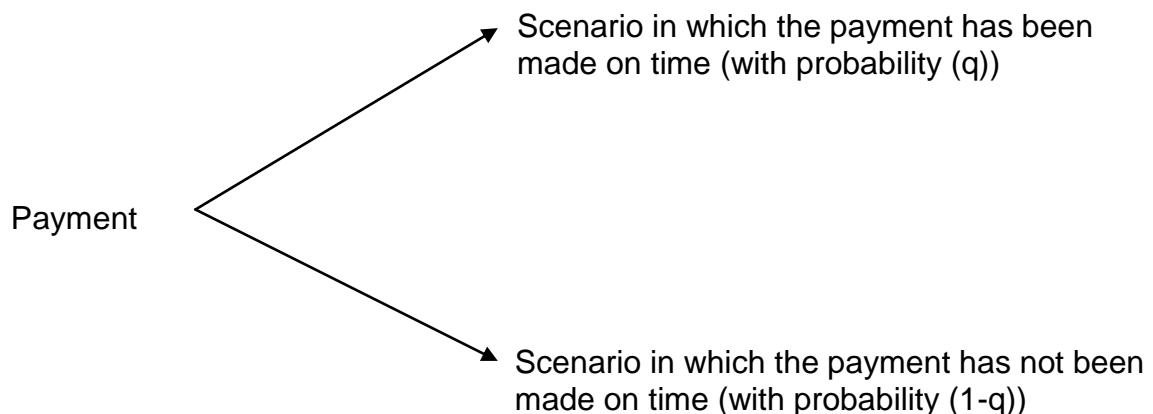 Scenario in which the payment has been
made on time (with probability (q))
Payment
Scenario in which the payment has not been
made on time (with probability (1-q))